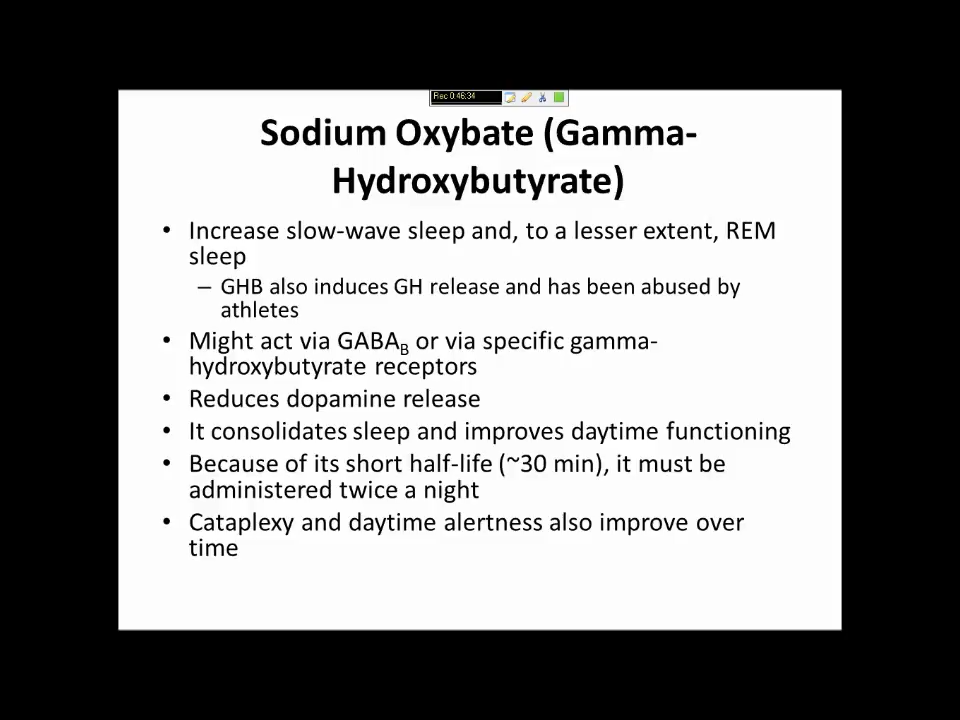 Rec 0:46:34
Sodium Oxybate (Gamma-
Hydroxybutyrate)
• Increase slow-wave sleep and, to a lesser extent, REM
sleep
– GHB also induces GH release and has been abused by
athletes
• Might act via GABAB or via specific gamma-
hydroxybutyrate receptors
• Reduces dopamine release
• It consolidates sleep and improves daytime functioning
• Because of its short half-life (~30 min), it must be
administered twice a night
• Cataplexy and daytime alertness also improve over
time